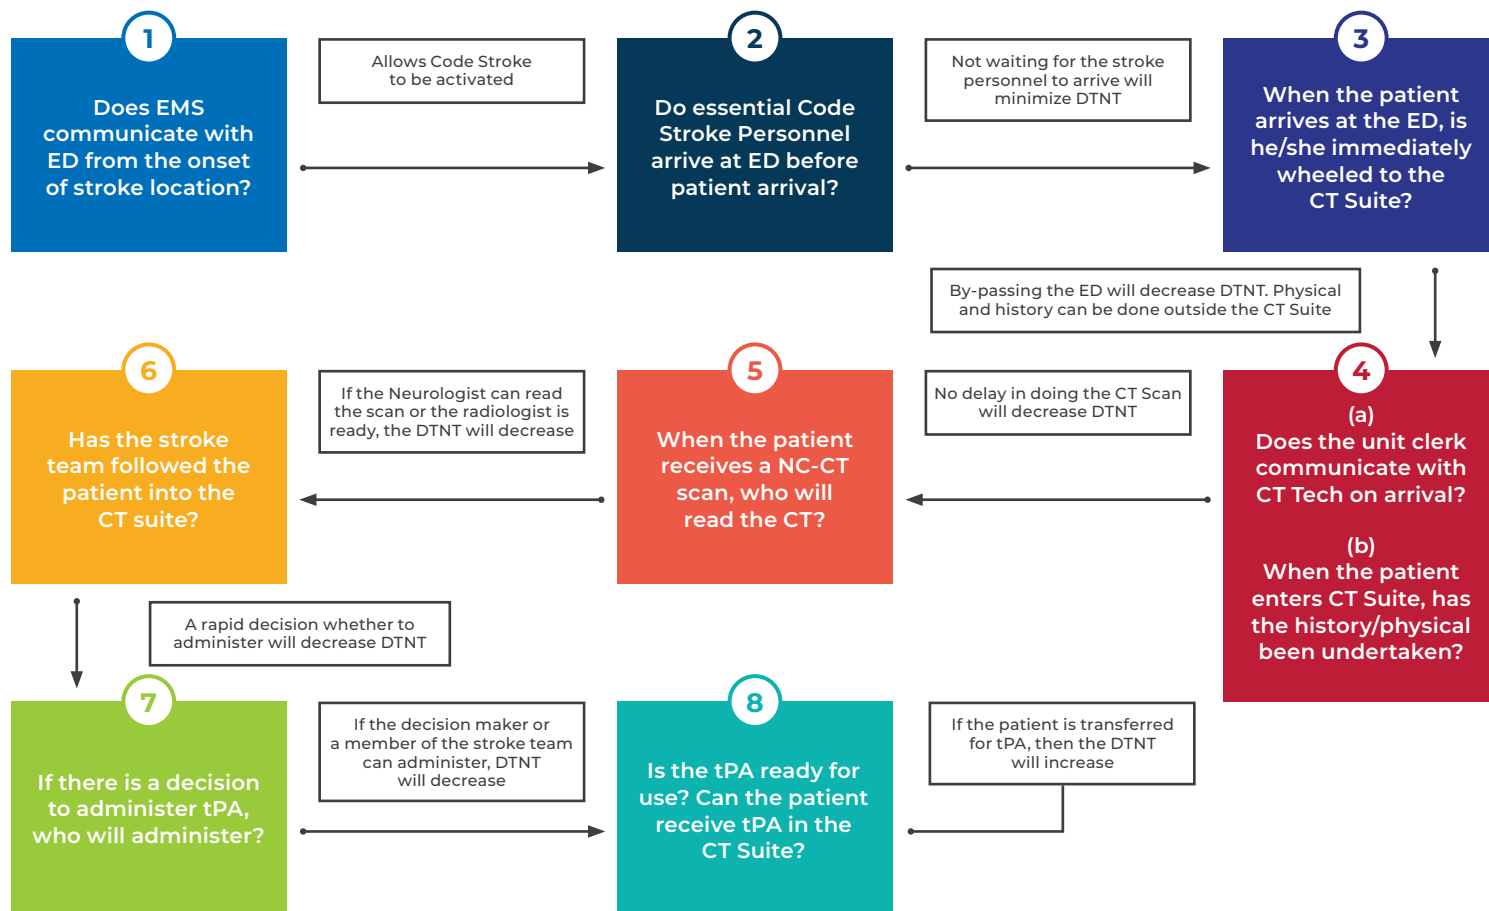 1
Does EMS
communicate with
ED from the onset
of stroke location?
Allows Code Stroke
to be activated
2
Do essential Code
Stroke Personnel
arrive at ED before
patient arrival?
Not waiting for the stroke
personnel to arrive will
minimize DTNT
3
When the patient
arrives at the ED, is
he/she immediately
wheeled to the
CT Suite?
By-passing the ED will decrease DTNT. Physical
and history can be done outside the CT Suite
4
(a)
Does the unit clerk
communicate with
CT Tech on arrival?
(b)
When the patient
enters CT Suite, has
the history/physical
been undertaken?
No delay in doing the CT Scan
will decrease DTNT
5
When the patient
receives a NC-CT
scan, who will
read the CT?
If the Neurologist can read
the scan or the radiologist is
ready, the DTNT will decrease
6
Has the stroke
team followed the
patient into the
CT suite?
A rapid decision whether to
administer will decrease DTNT
7
If there is a decision
to administer tPA,
who will administer?
If the decision maker or
a member of the stroke team
can administer, DTNT
will decrease
8
Is the tPA ready for
use? Can the patient
receive tPA in the
CT Suite?
If the patient is transferred
for tPA, then the DTNT
will increase